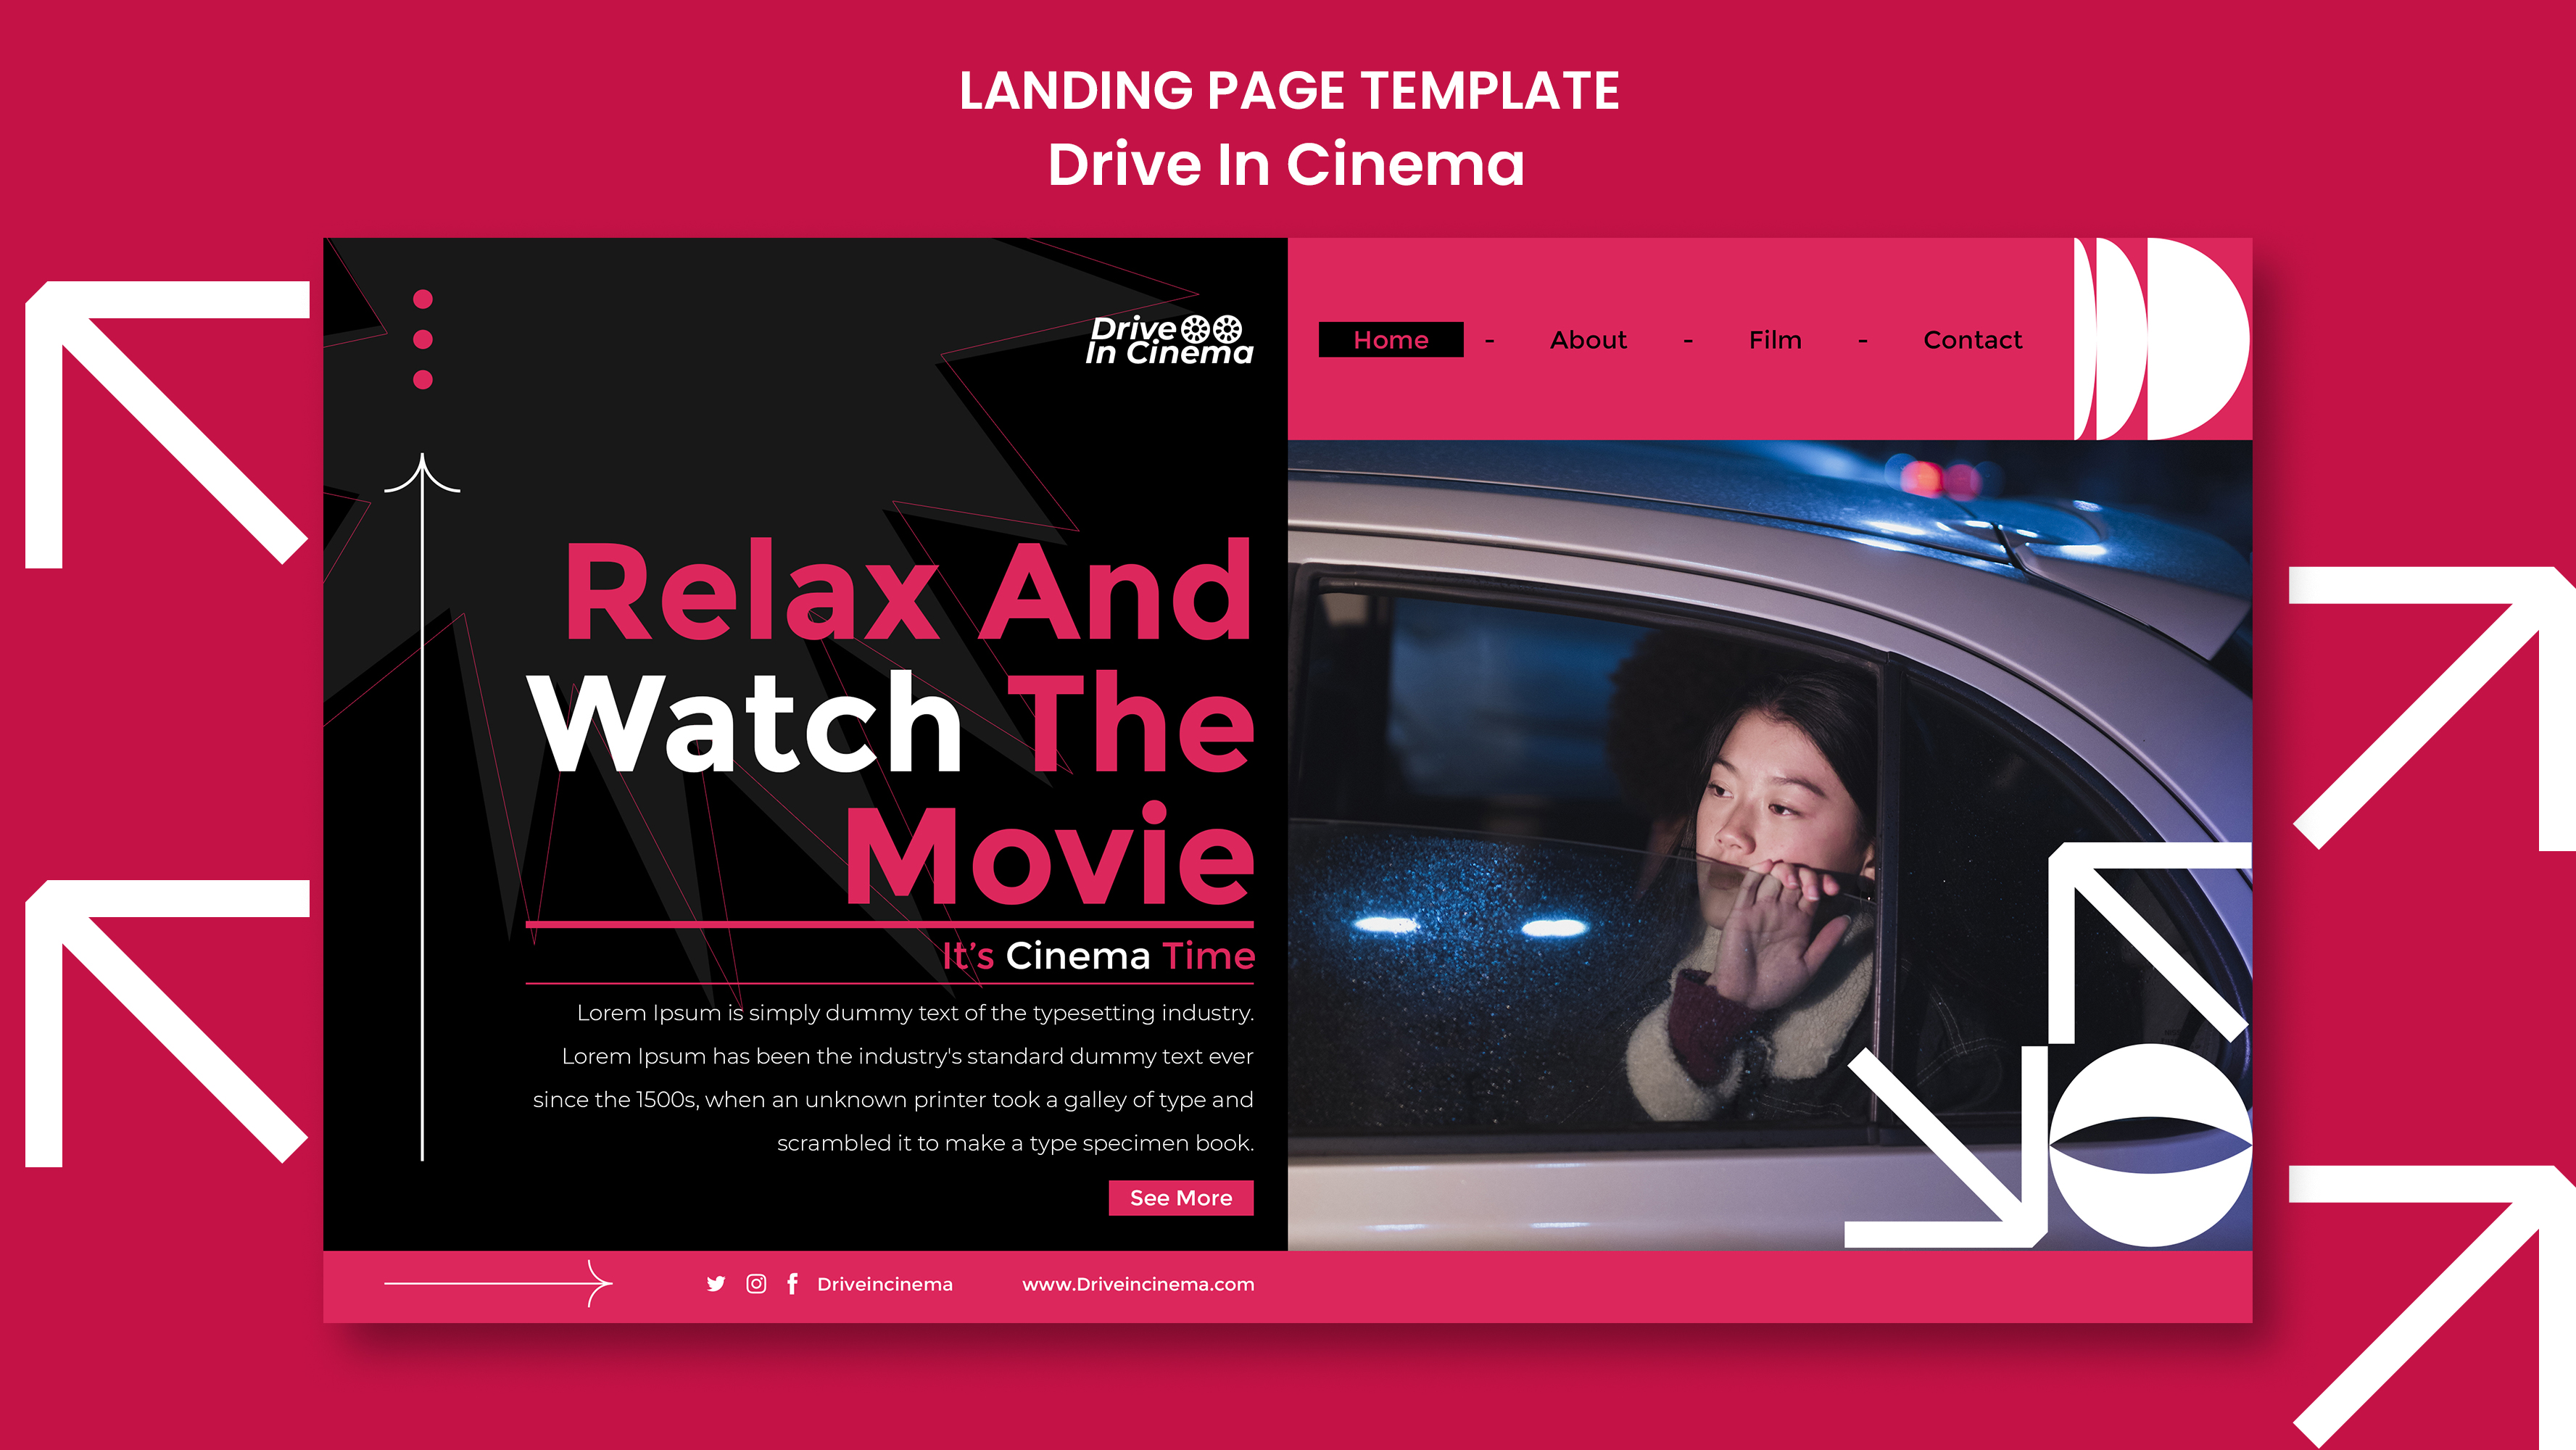 LANDING PAGE TEMPLATE
Drive In Cinema
Drive
In Cinema
Home - About - Film - Contact
Relax And
Watch The
Movie
It's Cinema Time
Lorem Ipsum is simply dummy text of the typesetting industry.
Lorem Ipsum has been the industry's standard dummy text ever
since the 1500s, when an unknown printer took a galley of type and
scrambled it to make a type specimen book.
See More
Driveincinema
www.Driveincinema.com